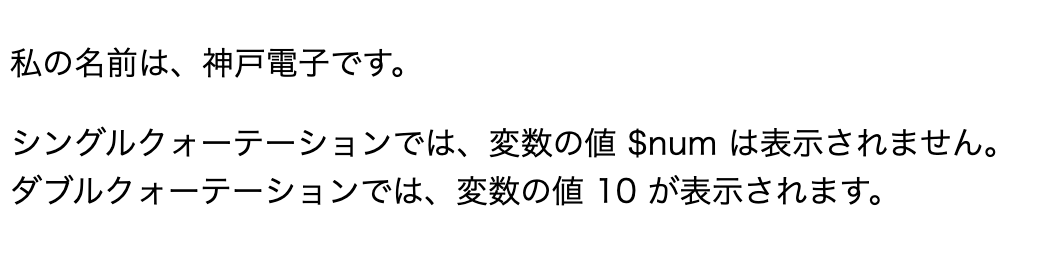 私の名前は、神戸電子です。
シングルクォーテーションでは、変数の値 $num は表示されません。
ダブルクォーテーションでは、変数の値 10 が表示されます。